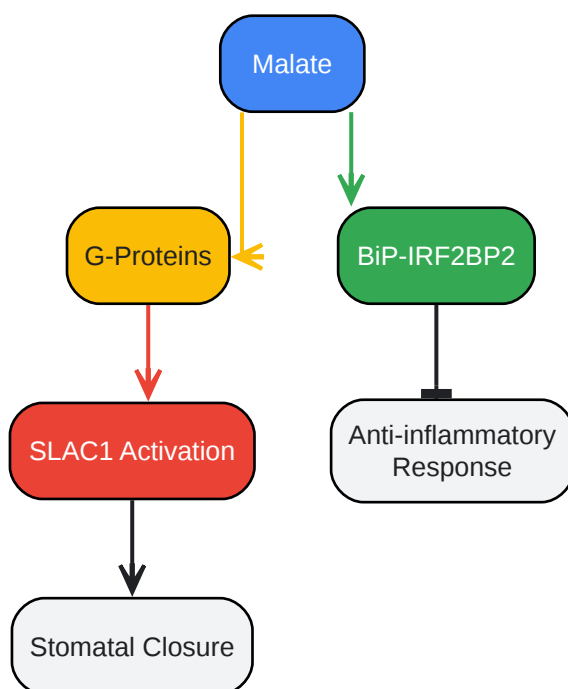 Malate
G-Proteins
BiP-IRF2BP2
SLAC1 Activation
Anti-inflammatory
Response
Stomatal Closure